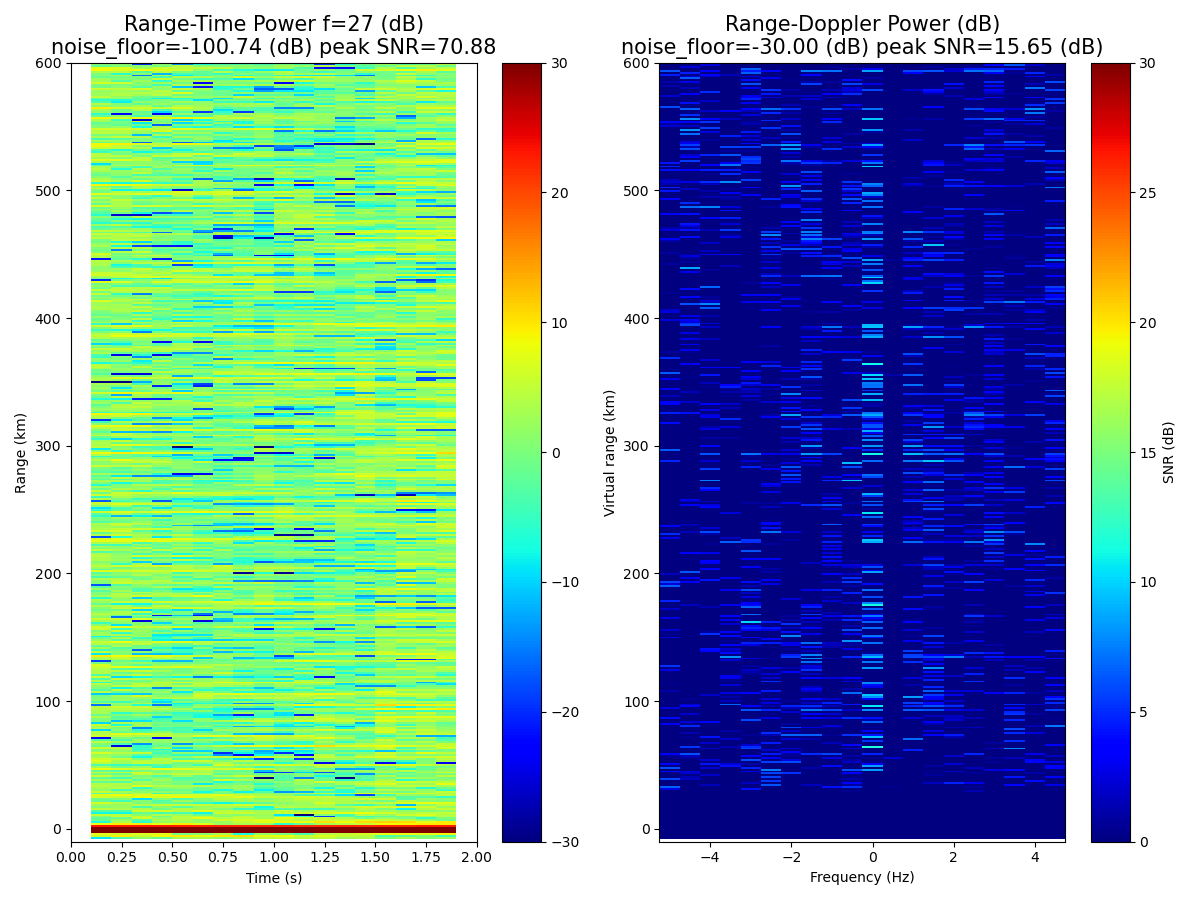 Range-Time Power f=27 (dB)
noise_floor=-100.74 (dB) peak SNR=70.88
600
500
400
300
200
100
0
Range (km)
0.00 0.25 0.50 0.75 1.00 1.25 1.50 1.75 2.00
Time (s)
30
20
10
0
−10
−20
−30
Range-Doppler Power (dB)
noise_floor=-30.00 (dB) peak SNR=15.65 (dB)
600
500
400
300
200
100
0
Virtual range (km)
−4 −2 0 2 4
Frequency (Hz)
30
25
20
15
10
5
0
SNR (dB)